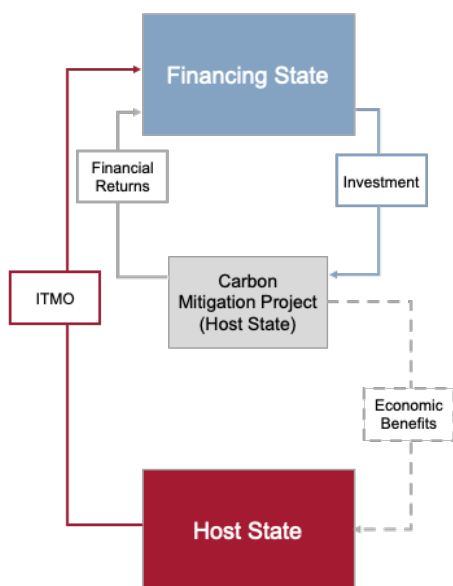 Financing State
Financial
Returns
Investment
Carbon
Mitigation Project
(Host State)
ITMO
Economic
Benefits
Host State